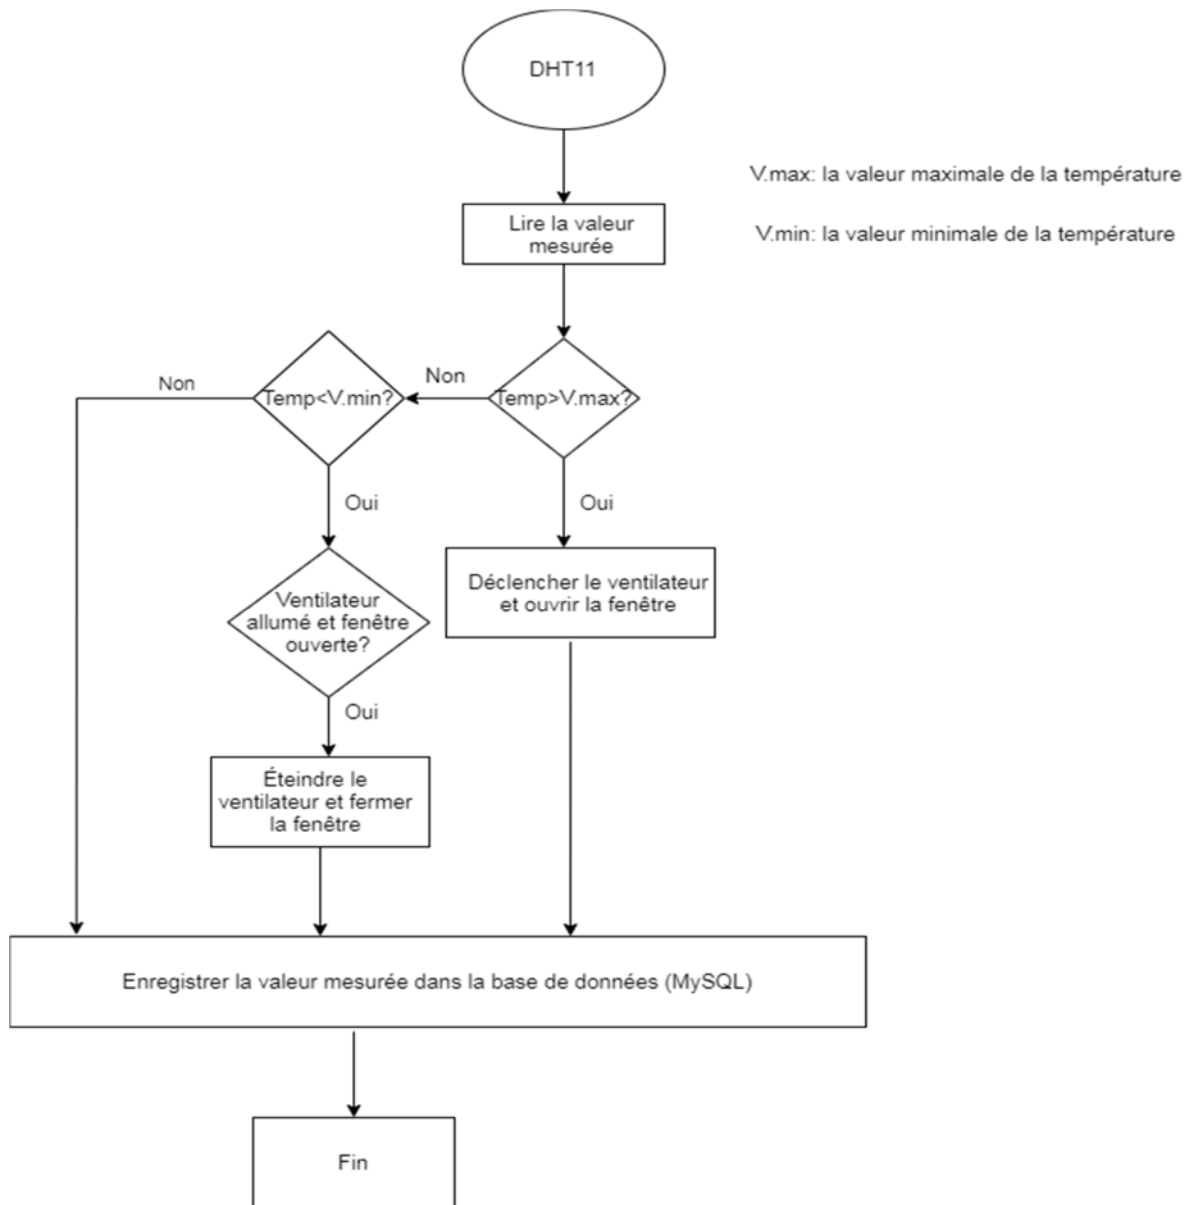 DHT11
V.max: la valeur maximale de la température
Lire la valeur
mesurée
V.min: la valeur minimale de la température
Non
Non
Temp<V.min?
Temp>V.max?
Oui
Oui
Ventilateur
allumé et fenêtre
ouverte?
Déclencher le ventilateur
et ouvrir la fenêtre
Oui
Éteindre le
ventilateur et fermer
la fenêtre
Enregistrer la valeur mesurée dans la base de données (MySQL)
Fin